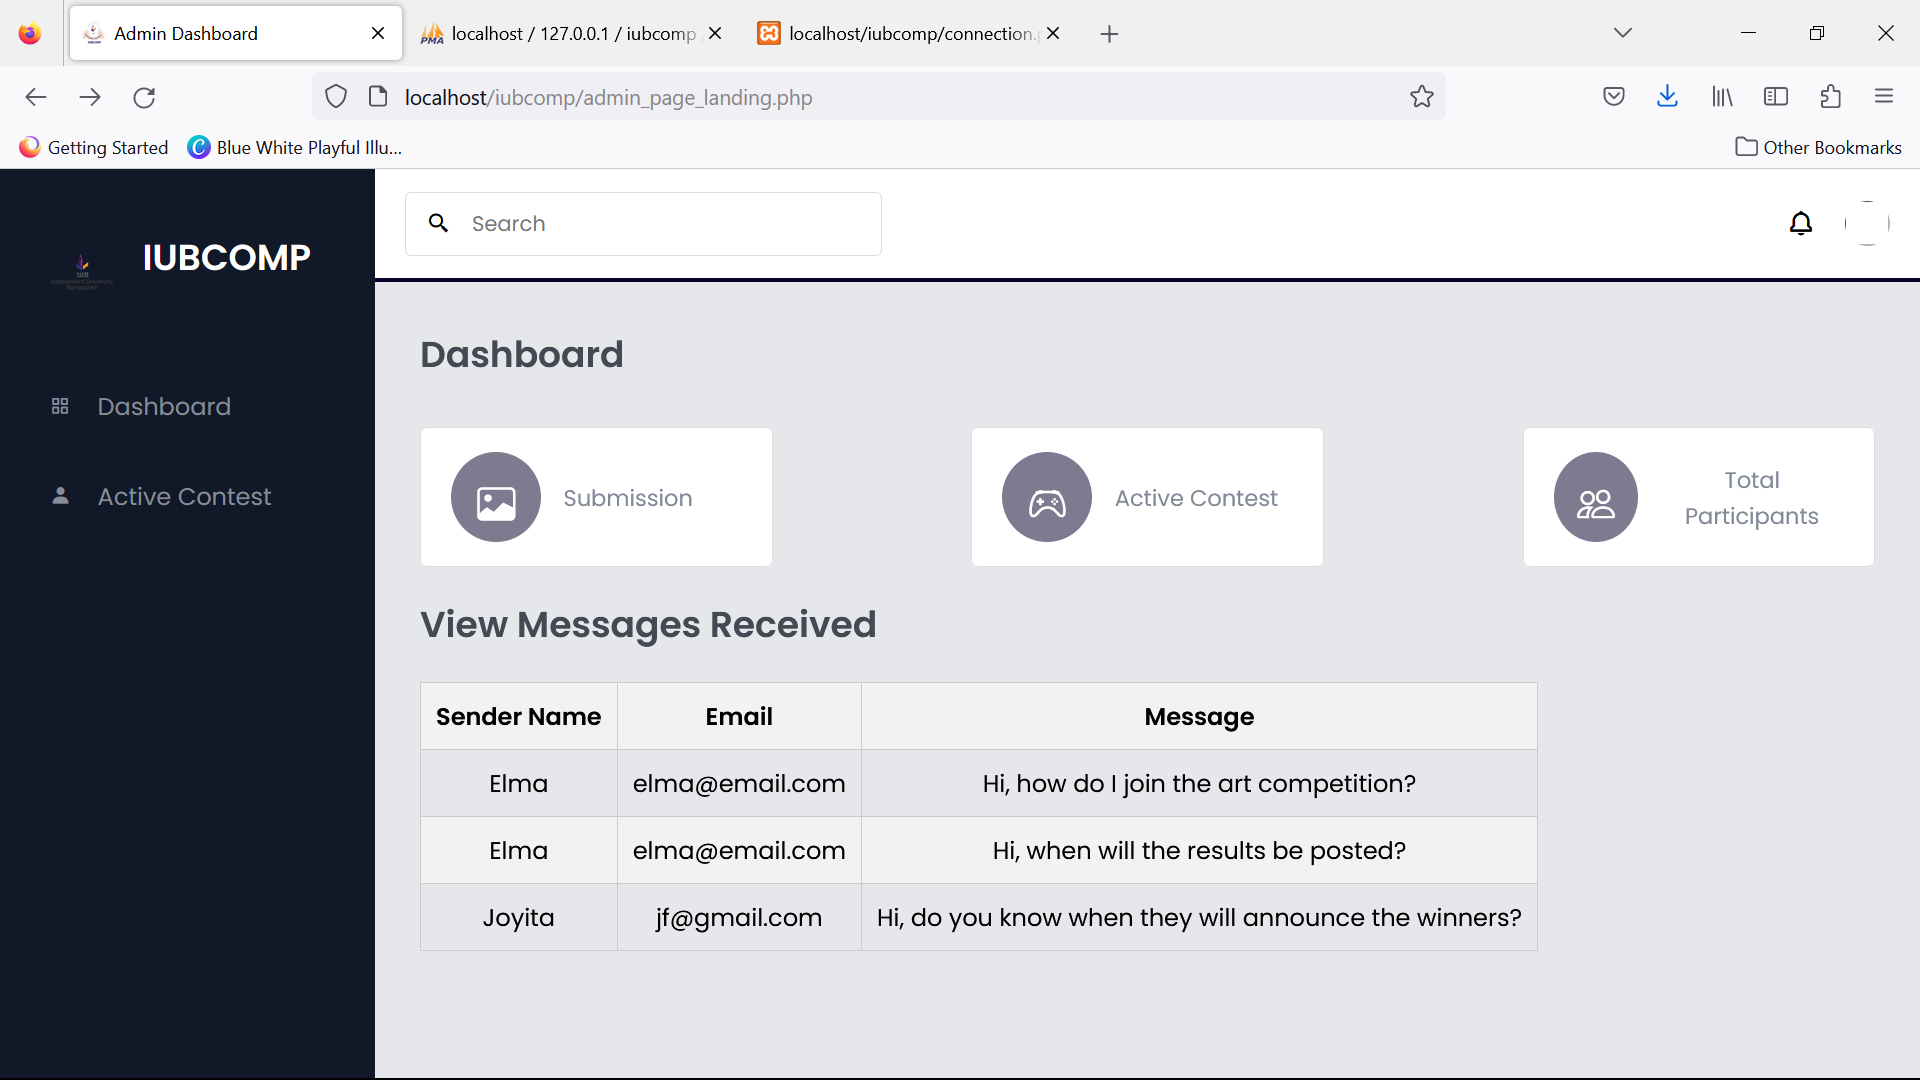 Admin Dashboard
localhost / 127.0.0.1 / iubcomp
localhost/iubcomp/connection.
localhost/iubcomp/admin_page_landing.php
Getting Started
Blue White Playful Illu...
Other Bookmarks
IUBCOMP
Search
Dashboard
Active Contest
Dashboard
Submission
Active Contest
Total
Participants
View Messages Received
Sender Name Email Message
Elma elma@email.com Hi, how do I join the art competition?
Elma elma@email.com Hi, when will the results be posted?
Joyita jf@gmail.com Hi, do you know when they will announce the winners?